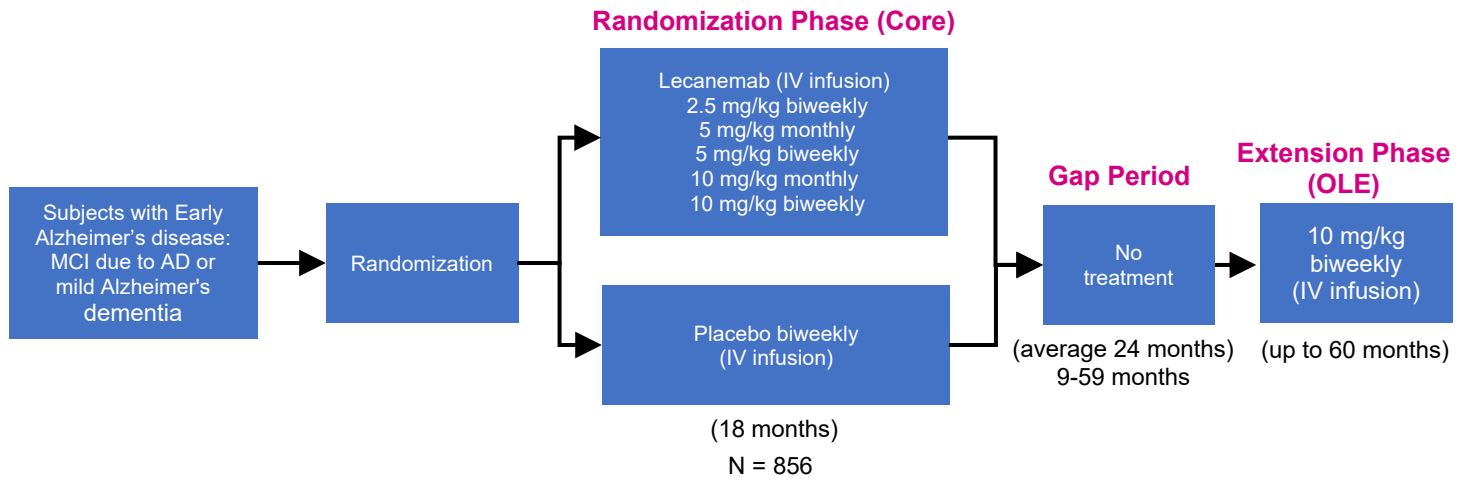 Randomization Phase (Core)
Lecanemab (IV infusion)
2.5 mg/kg biweekly
5 mg/kg monthly
5 mg/kg biweekly
10 mg/kg monthly
10 mg/kg biweekly
Gap Period
Extension Phase
(OLE)
Subjects with Early
Alzheimer's disease:
MCI due to AD or
mild Alzheimer's
dementia
Randomization
No
treatment
10 mg/kg
biweekly
(IV infusion)
Placebo biweekly
(IV infusion)
(average 24 months)
9-59 months
(up to 60 months)
(18 months)
N = 856